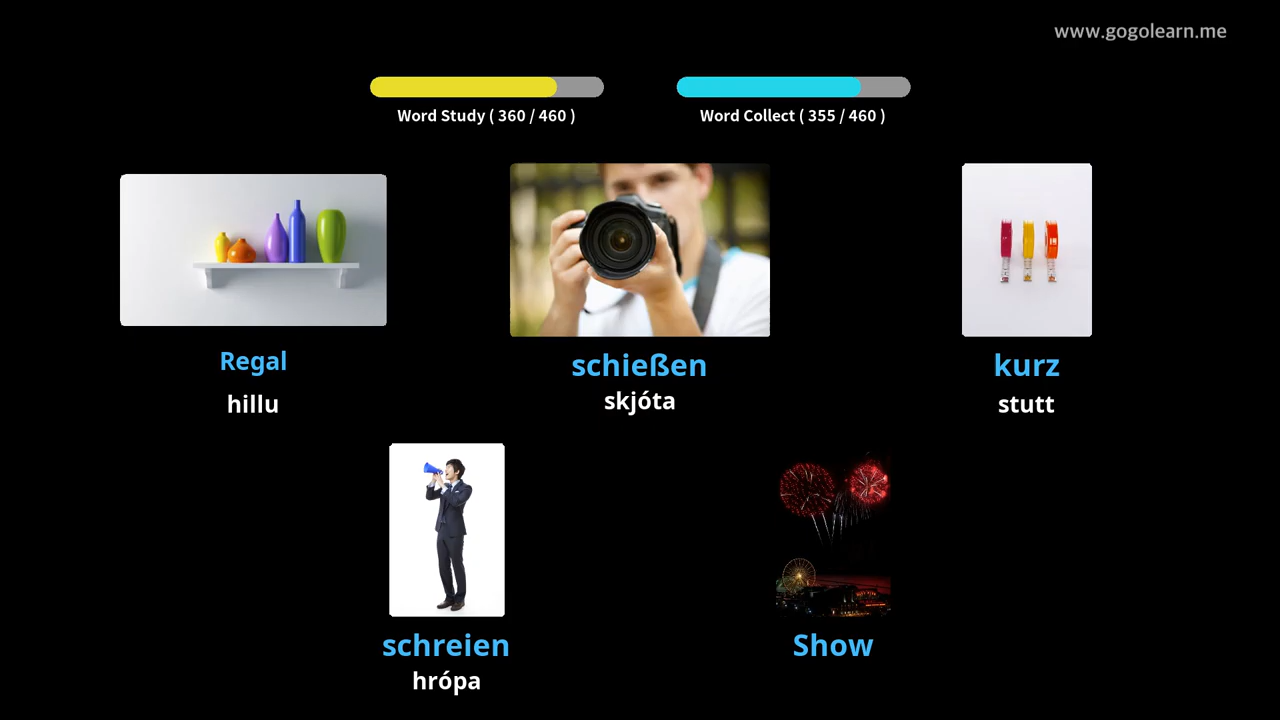 www.gogolearn.me
Word Study ( 360 / 460 )
Word Collect ( 355 / 460 )
Regal
hillu
schießen
skjóta
kurz
stutt
schreien
hrópa
Show